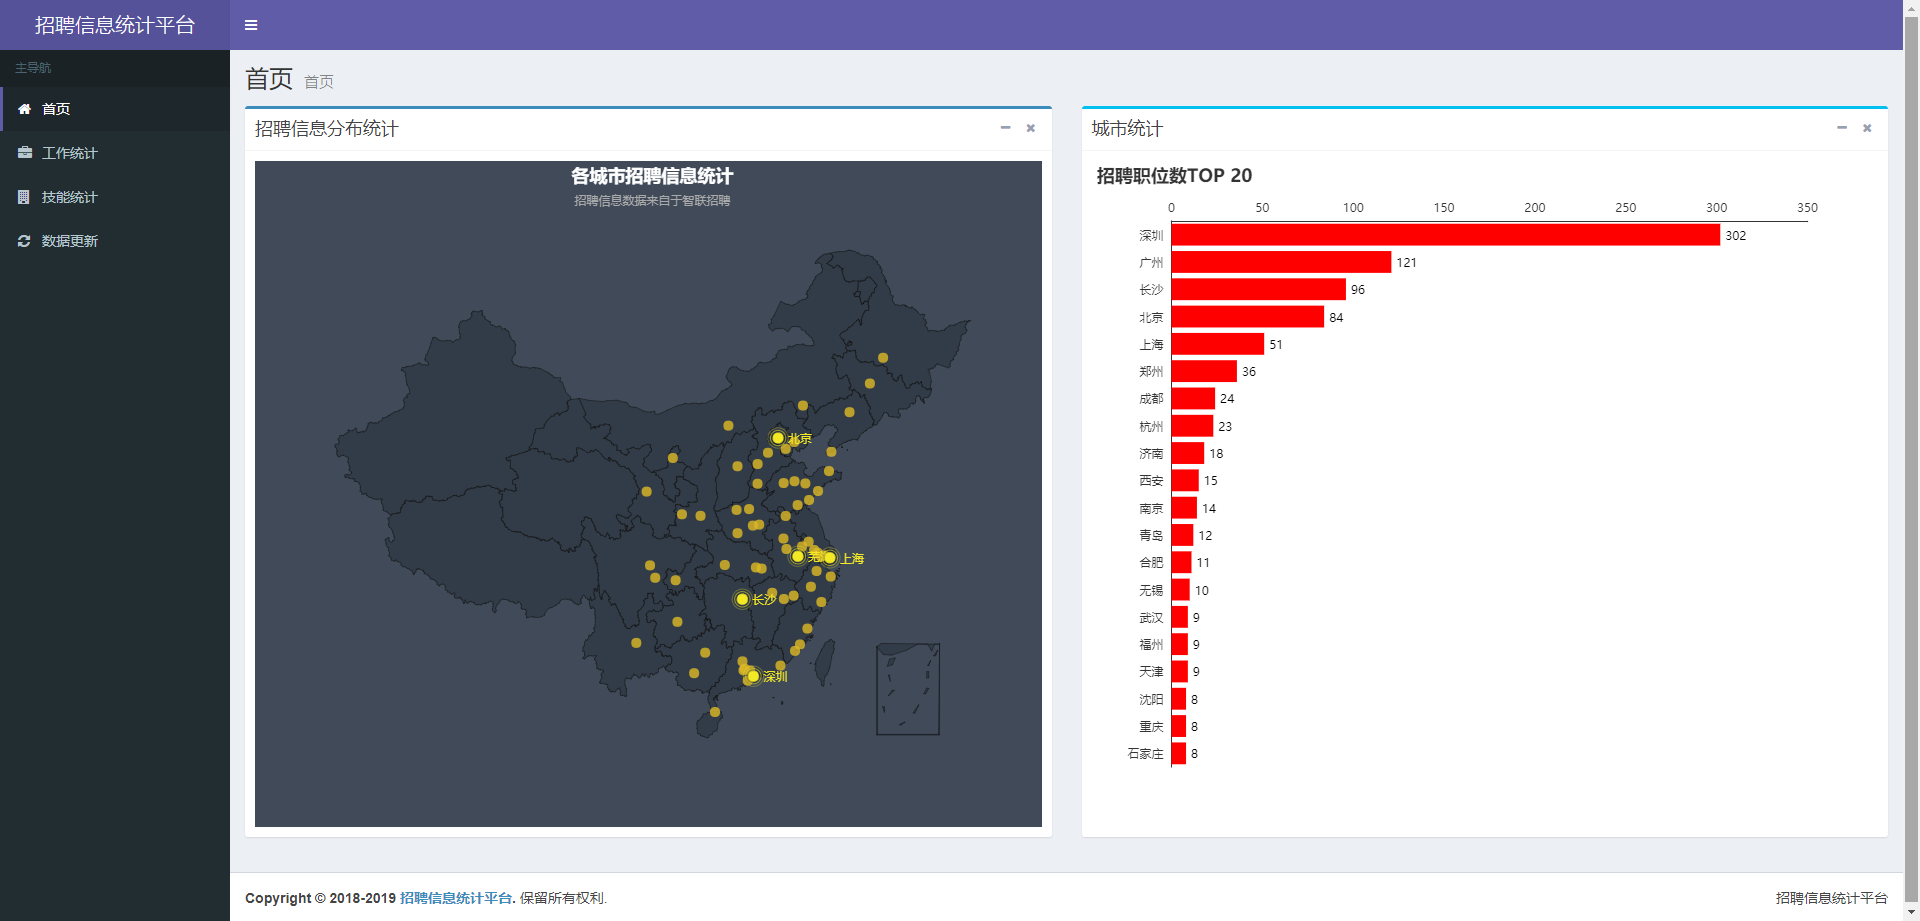 招聘信息统计平台
主导航
首页
工作统计
技能统计
数据更新
首页 首页
招聘信息分布统计
各城市招聘信息统计
招聘信息数据来自于智联招聘
北京
上海
长沙
深圳
城市统计
招聘职位数TOP 20
0 50 100 150 200 250 300 350
深圳 302
广州 121
长沙 96
北京 84
上海 51
郑州 36
成都 24
杭州 23
济南 18
西安 15
南京 14
青岛 12
合肥 11
无锡 10
武汉 9
福州 9
天津 9
沈阳 8
重庆 8
石家庄 8
Copyright © 2018-2019 招聘信息统计平台. 保留所有权利.
招聘信息统计平台